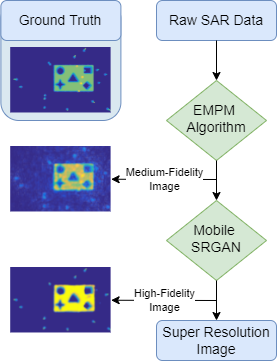 Ground Truth
Raw SAR Data
EMPM
Algorithm
Medium-Fidelity
Image
Mobile
SRGAN
High-Fidelity
Image
Super Resolution
Image